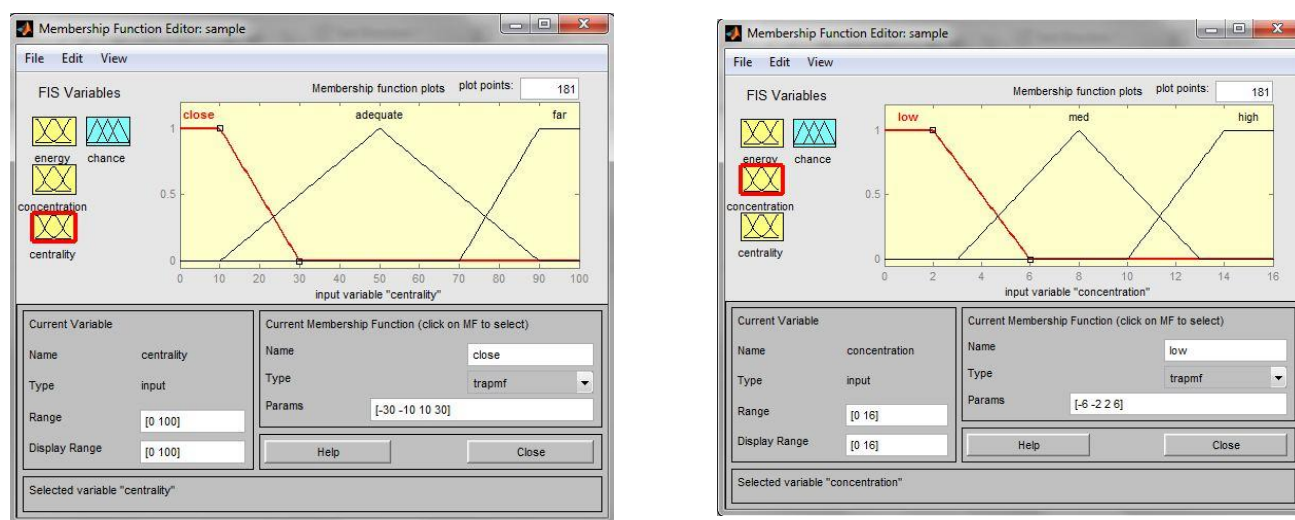 Membership Function Editor: sample
File Edit View
FIS Variables
Membership function plots plot points: 181
close adequate far
energy chance
concentration
centrality
1
0.5
0
0 10 20 30 40 50 60 70 80 90 100
input variable "centrality"
Current Variable
Name centrality
Type input
Range [0 100]
Display Range [0 100]
Current Membership Function (click on MF to select)
Name close
Type trapmf
Params [-30 -10 10 30]
Help Close
Selected variable "centrality"
Membership Function Editor: sample
File Edit View
FIS Variables
Membership function plots plot points: 181
low med high
energy chance
concentration
centrality
1
0.5
0
0 2 4 6 8 10 12 14 16
input variable "concentration"
Current Variable
Name concentration
Type input
Range [0 16]
Display Range [0 16]
Current Membership Function (click on MF to select)
Name low
Type trapmf
Params [-6 -2 2 6]
Help Close
Selected variable "concentration"